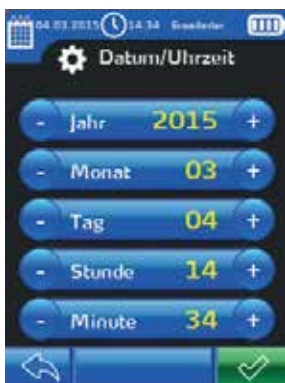 04.03.2015 14:34
Datum/Uhrzeit
- Jahr 2015 +
- Monat 03 +
- Tag 04 +
- Stunde 14 +
- Minute 34 +